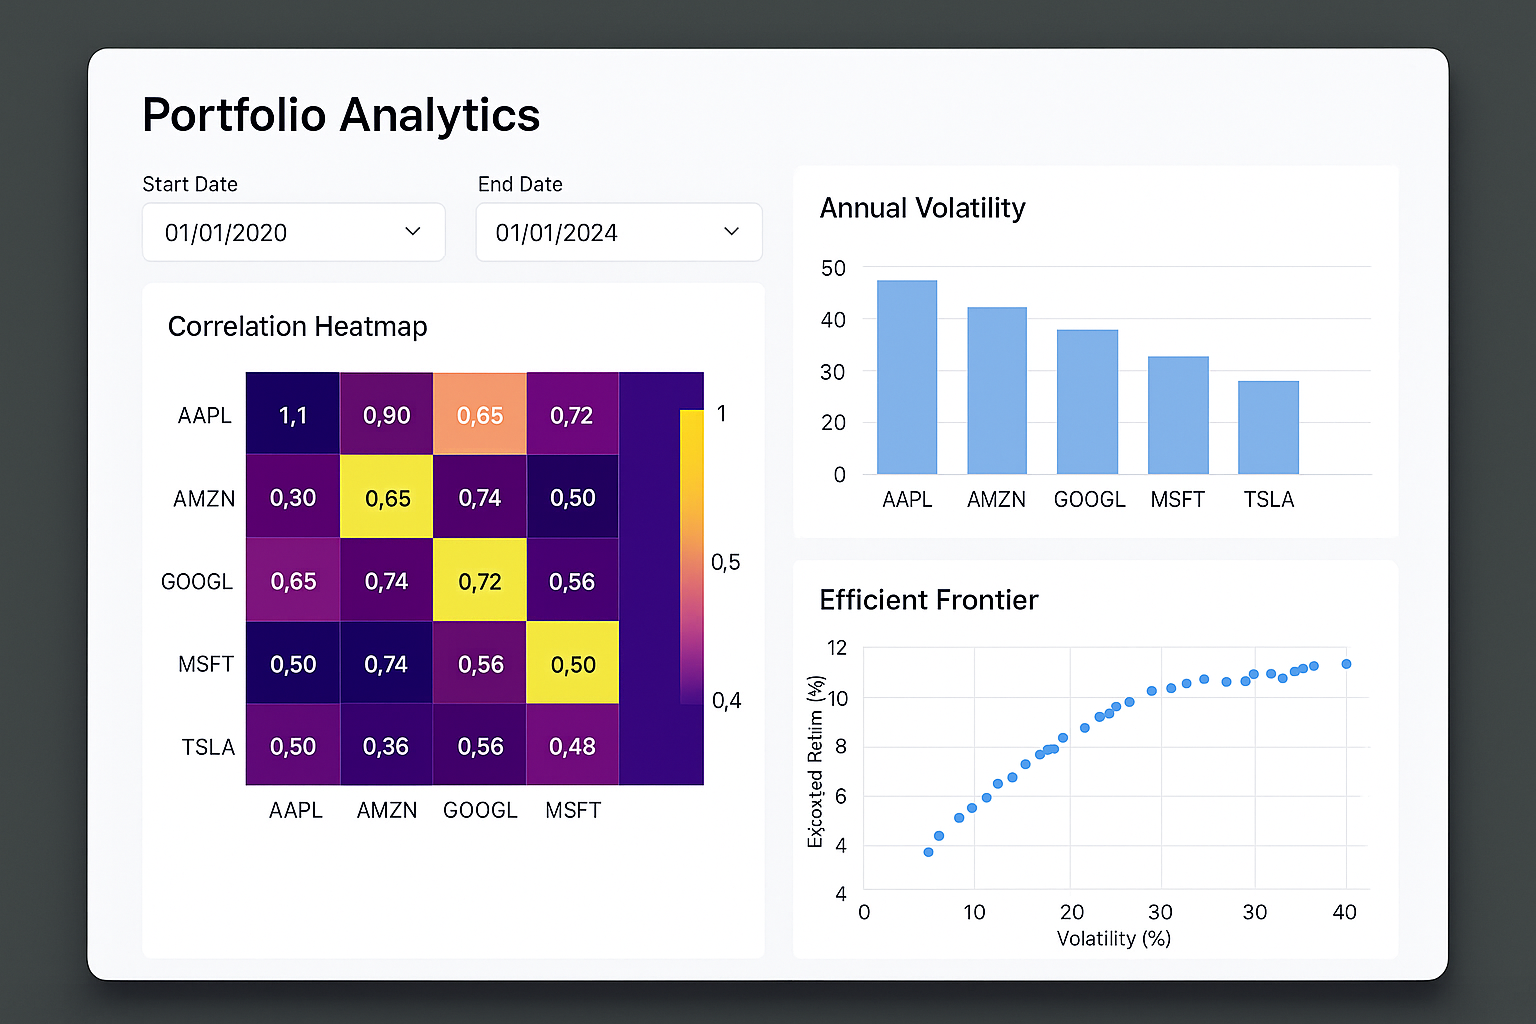 Portfolio Analytics
Start Date
01/01/2020
End Date
01/01/2024
Correlation Heatmap
AAPL 1,1 0,90 0,65 0,72
AMZN 0,30 0,65 0,74 0,50
GOOGL 0,65 0,74 0,72 0,56
MSFT 0,50 0,74 0,56 0,50
TSLA 0,50 0,36 0,56 0,48
AAPL AMZN GOOGL MSFT
1
0,5
0,4
Annual Volatility
50
40
30
20
0
AAPL AMZN GOOGL MSFT TSLA
Efficient Frontier
12
10
8
6
4
4
0 10 20 30 30 40
Volatility (%)